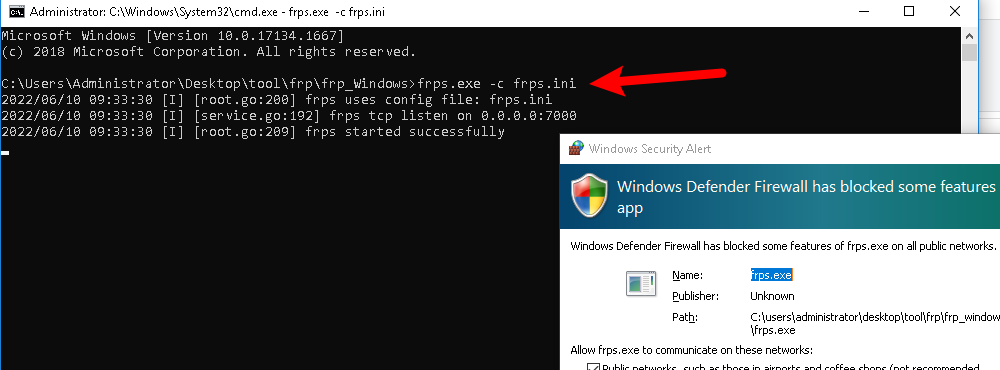 Administrator: C:\Windows\System32\cmd.exe - frps.exe  -c frps.ini
Microsoft Windows [Version 10.0.17134.1667]
(c) 2018 Microsoft Corporation. All rights reserved.
C:\Users\Administrator\Desktop\tool\frp\frp_Windows>frps.exe -c frps.ini
2022/06/10 09:33:30 [I] [root.go:200] frps uses config file: frps.ini
2022/06/10 09:33:30 [I] [service.go:192] frps tcp listen on 0.0.0.0:7000
2022/06/10 09:33:30 [I] [root.go:209] frps started successfully
Windows Security Alert
Windows Defender Firewall has blocked some features
app
Windows Defender Firewall has blocked some features of frps.exe on all public networks.
Name: frps.exe
Publisher: Unknown
Path: C:\users\administrator\desktop\tool\frp\frp_window
\frps.exe
Allow frps.exe to communicate on these networks:
Public networks, such as those in airports and coffee shops (not recommended